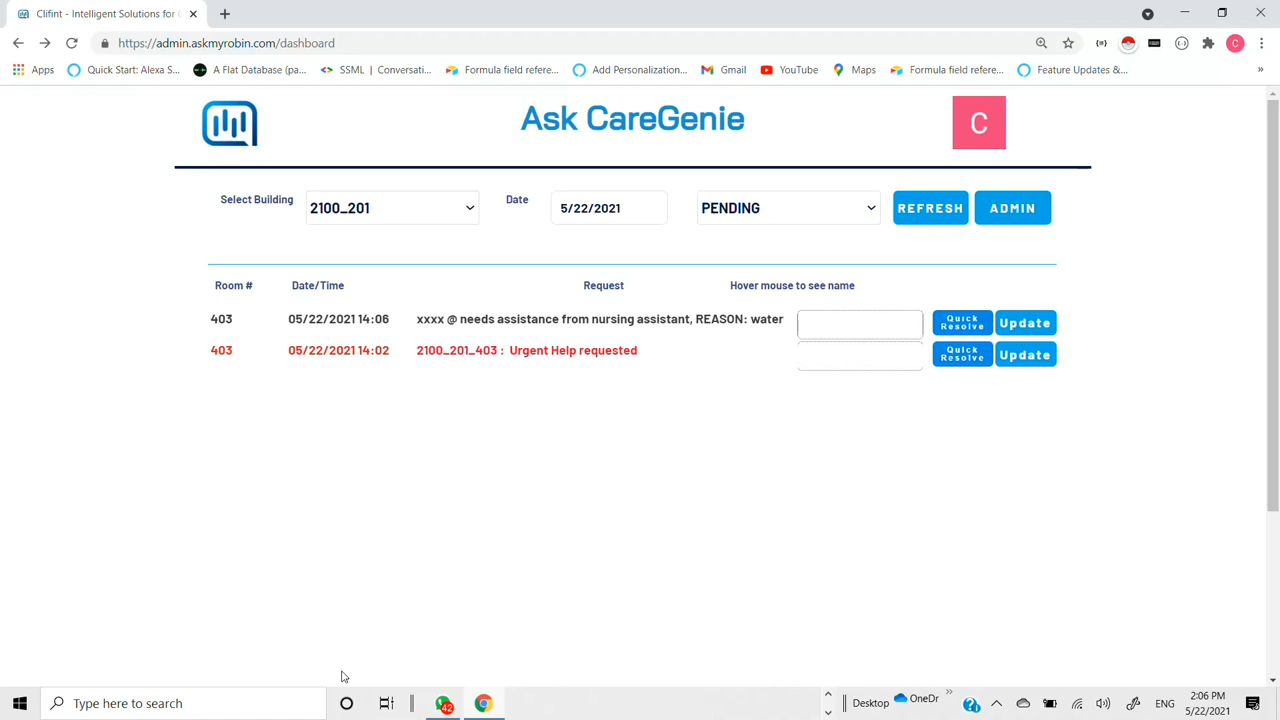 Clifint - Intelligent Solutions for
https://admin.askmyrobin.com/dashboard
C
Apps Quick Start: Alexa S... A Flat Database (pa... SSML | Conversati... Formula field refere... Add Personalization... Gmail YouTube Maps Formula field refere... Feature Updates &... »
Ask CareGenie
C
Select Building 2100_201 Date 5/22/2021 PENDING REFRESH ADMIN
Room # Date/Time Request Hover mouse to see name
403 05/22/2021 14:06 xxxx @ needs assistance from nursing assistant, REASON: water Quick Resolve Update
403 05/22/2021 14:02 2100_201_403 : Urgent Help requested Quick Resolve Update
Type here to search 42 Desktop OneDr » ENG 2:06 PM
5/22/2021